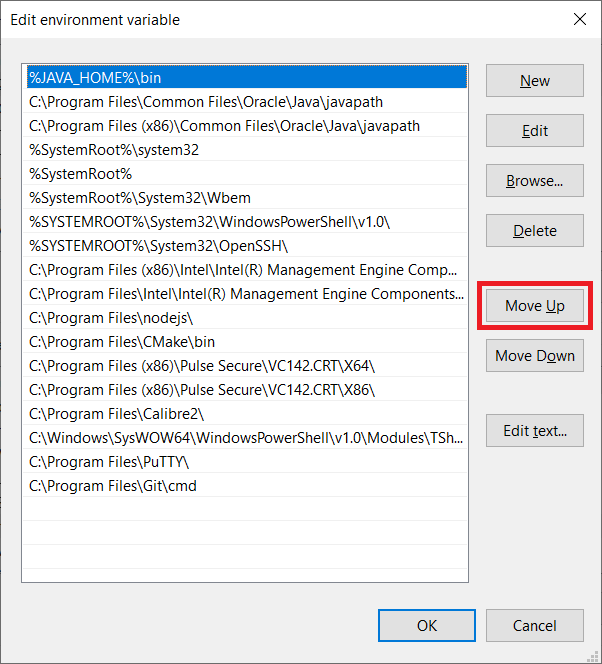 Edit environment variable
%JAVA_HOME%\bin
C:\Program Files\Common Files\Oracle\Java\javapath
C:\Program Files (x86)\Common Files\Oracle\Java\javapath
%SystemRoot%\system32
%SystemRoot%
%SystemRoot%\System32\Wbem
%SYSTEMROOT%\System32\WindowsPowerShell\v1.0\
%SYSTEMROOT%\System32\OpenSSH\
C:\Program Files (x86)\Intel\Intel(R) Management Engine Comp...
C:\Program Files\Intel\Intel(R) Management Engine Components...
C:\Program Files\nodejs\
C:\Program Files\CMake\bin
C:\Program Files (x86)\Pulse Secure\VC142.CRT\X64\
C:\Program Files (x86)\Pulse Secure\VC142.CRT\X86\
C:\Program Files\Calibre2\
C:\Windows\SysWOW64\WindowsPowerShell\v1.0\Modules\TSh...
C:\Program Files\PuTTY\
C:\Program Files\Git\cmd
New
Edit
Browse...
Delete
Move Up
Move Down
Edit text...
OK
Cancel